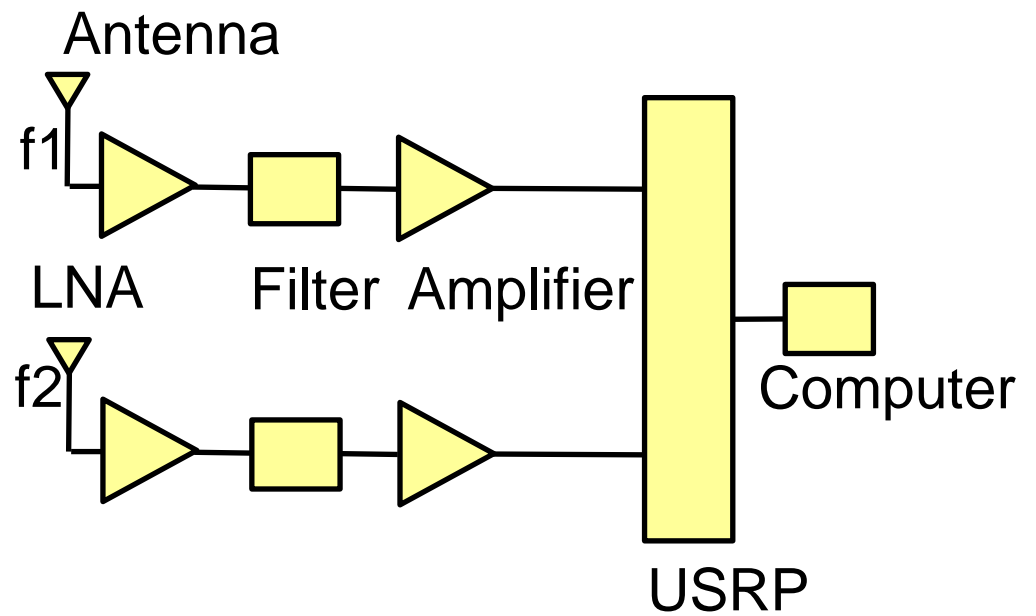 Antenna
f1
LNA
Filter
Amplifier
f2
Computer
USRP